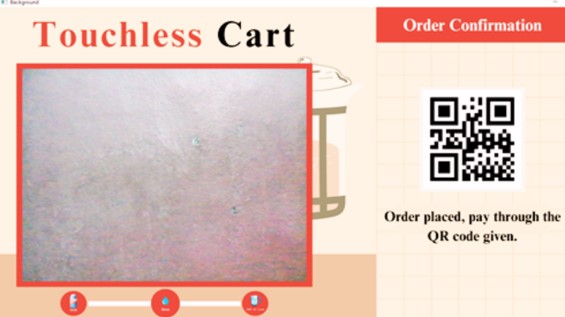 Background
Touchless Cart
Order Confirmation
Order placed, pay through the
QR code given.